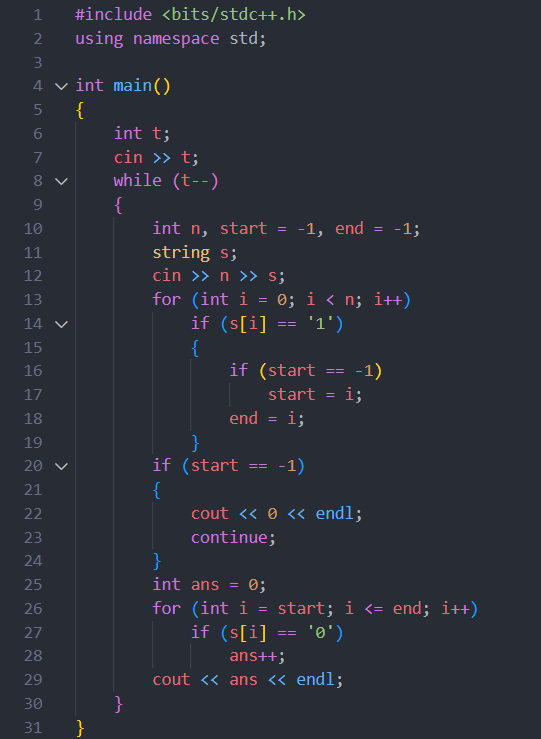 1 #include <bits/stdc++.h>
2 using namespace std;
3
4 int main()
5 {
6     int t;
7     cin >> t;
8     while (t--)
9     {
10         int n, start = -1, end = -1;
11         string s;
12         cin >> n >> s;
13         for (int i = 0; i < n; i++)
14             if (s[i] == '1')
15             {
16                 if (start == -1)
17                     start = i;
18                 end = i;
19             }
20         if (start == -1)
21         {
22             cout << 0 << endl;
23             continue;
24         }
25         int ans = 0;
26         for (int i = start; i <= end; i++)
27             if (s[i] == '0')
28                 ans++;
29         cout << ans << endl;
30     }
31 }